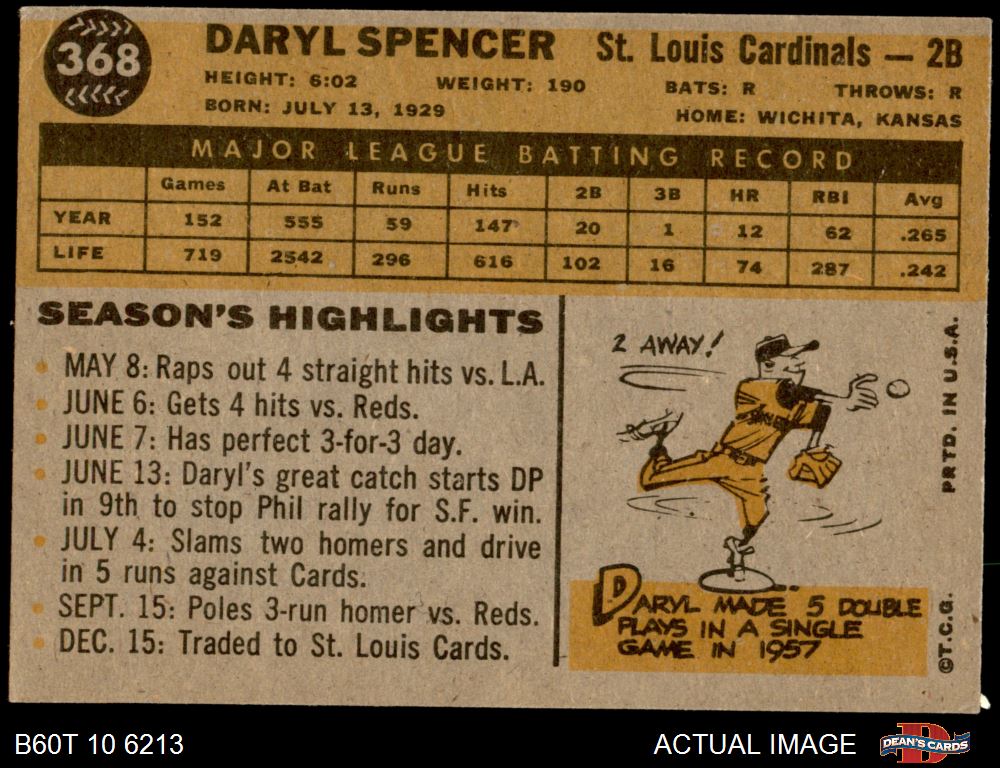 368
DARYL SPENCER St. Louis Cardinals — 2B
HEIGHT: 6:02 WEIGHT: 190 BATS: R THROWS: R
BORN: JULY 13, 1929 HOME: WICHITA, KANSAS
MAJOR LEAGUE BATTING RECORD
Games At Bat Runs Hits 2B 3B HR RBI Avg
YEAR 152 555 59 147 20 1 12 62 .265
LIFE 719 2542 296 616 102 16 74 287 .242
SEASON'S HIGHLIGHTS
MAY 8: Raps out 4 straight hits vs. L.A.
JUNE 6: Gets 4 hits vs. Reds.
JUNE 7: Has perfect 3-for-3 day.
JUNE 13: Daryl's great catch starts DP
in 9th to stop Phil rally for S.F. win.
JULY 4: Slams two homers and drive
in 5 runs against Cards.
SEPT. 15: Poles 3-run homer vs. Reds.
DEC. 15: Traded to St. Louis Cards.
2 AWAY!
DARYL MADE 5 DOUBLE
PLAYS IN A SINGLE
GAME IN 1957
PRTD. IN U.S.A.
©T.C.G.
B60T 10 6213
ACTUAL IMAGE
DEAN'S CARDS